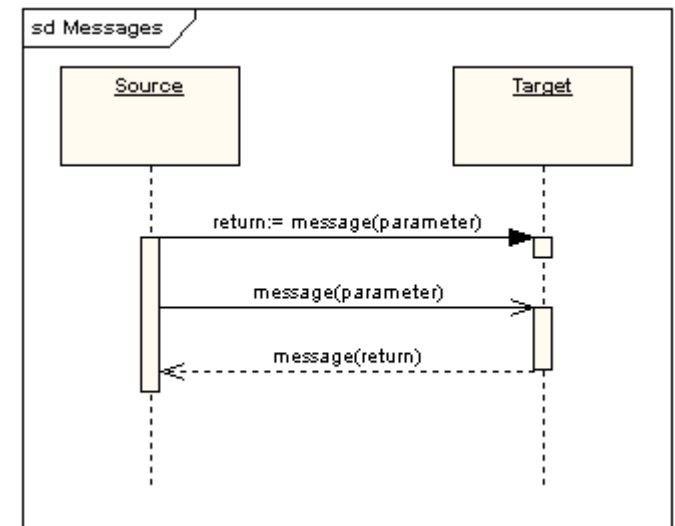 sd Messages
Source
Target
return:= message(parameter)
message(parameter)
message(return)